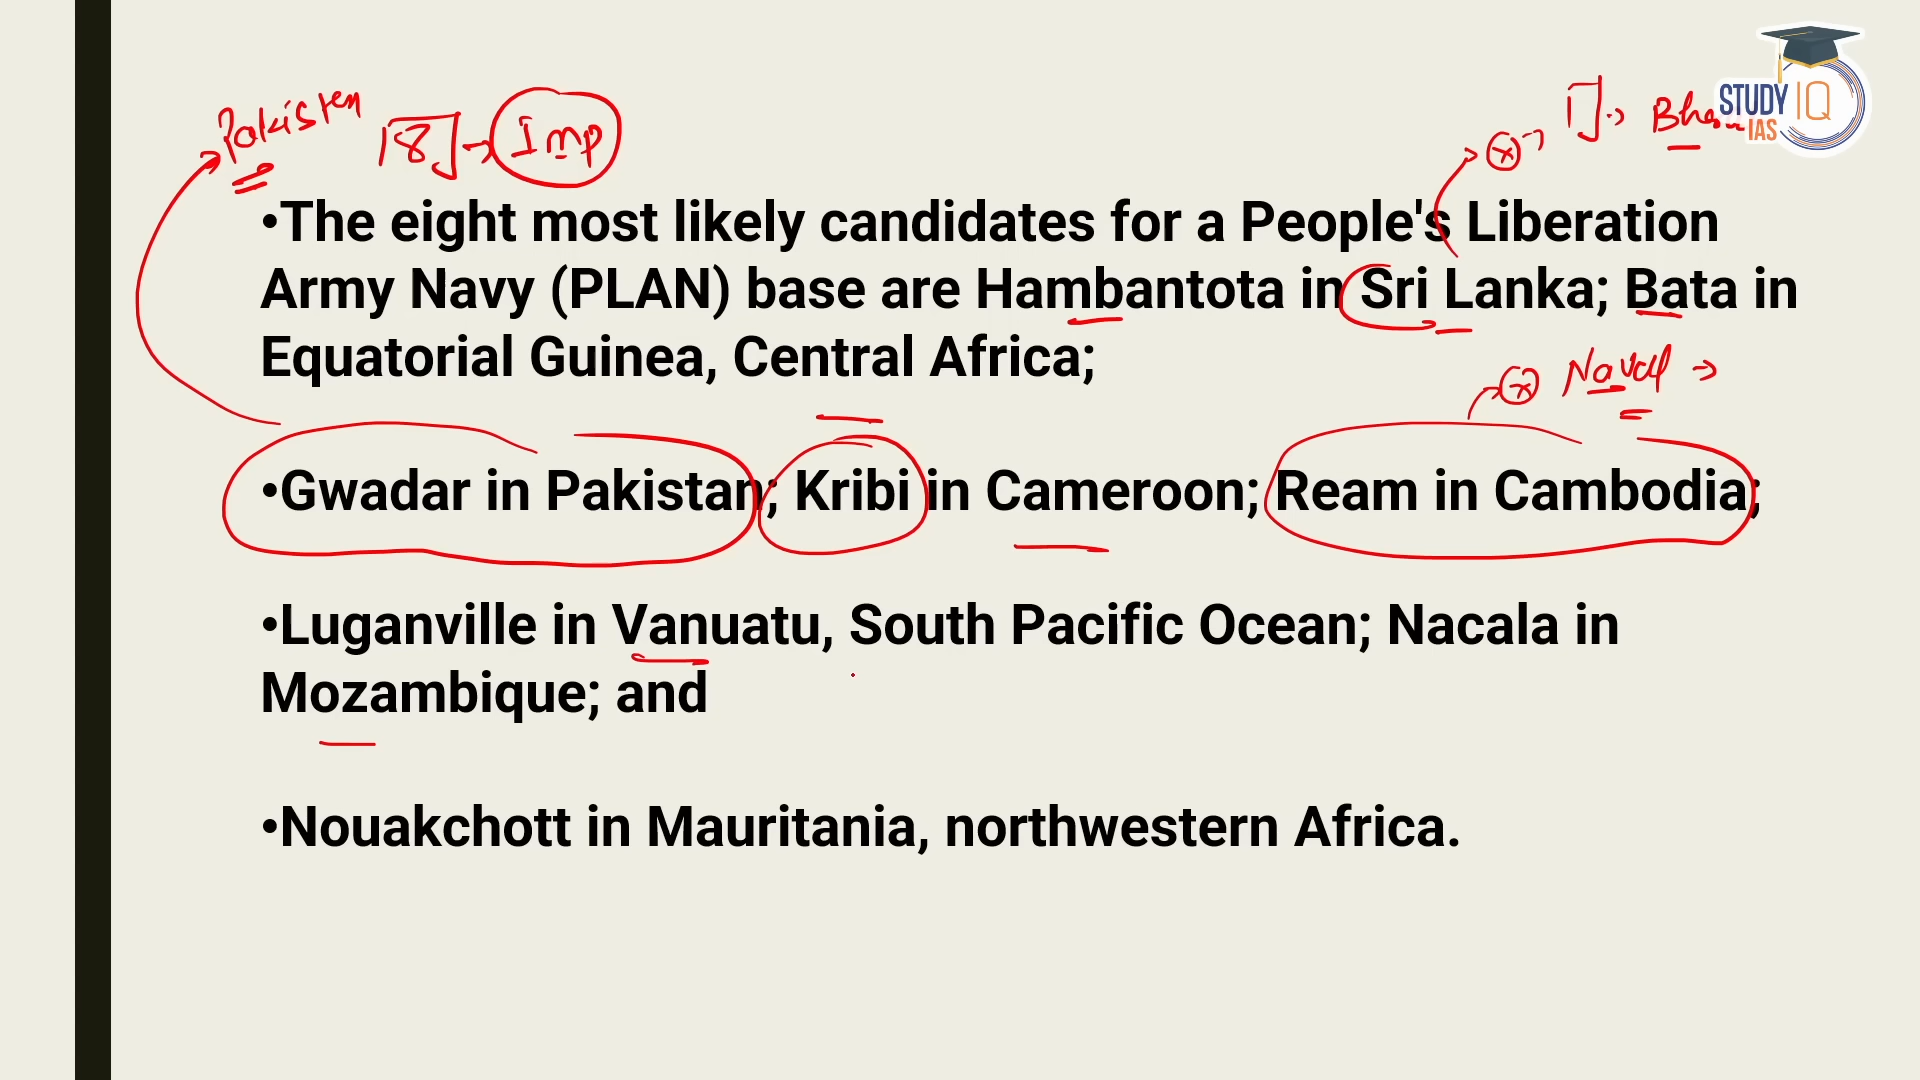 Pakisten
18] → Imp
1] →
STUDY IQ
IAS
•The eight most likely candidates for a People's Liberation
Army Navy (PLAN) base are Hambantota in Sri Lanka; Bata in
Equatorial Guinea, Central Africa;
Naval →
•Gwadar in Pakistan; Kribi in Cameroon; Ream in Cambodia;
•Luganville in Vanuatu, South Pacific Ocean; Nacala in
Mozambique; and
•Nouakchott in Mauritania, northwestern Africa.